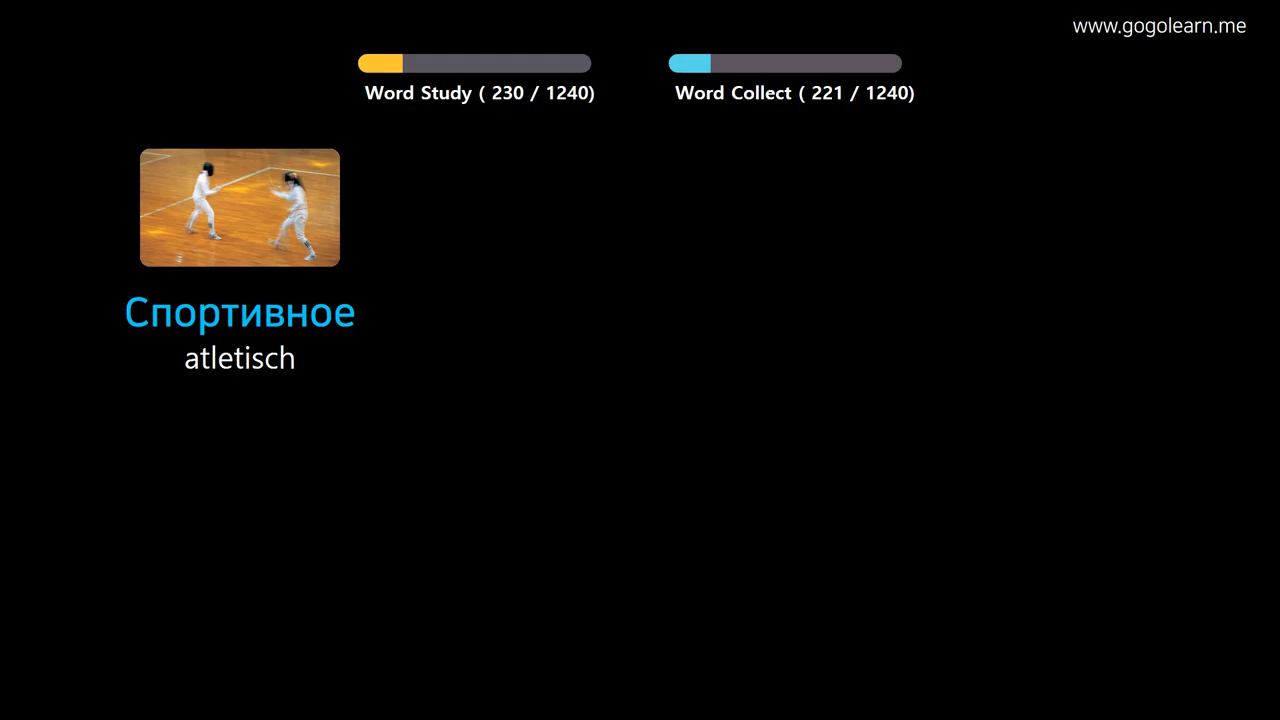 www.gogolearn.me
Word Study ( 230 / 1240)
Word Collect ( 221 / 1240)
Спортивное
atletisch